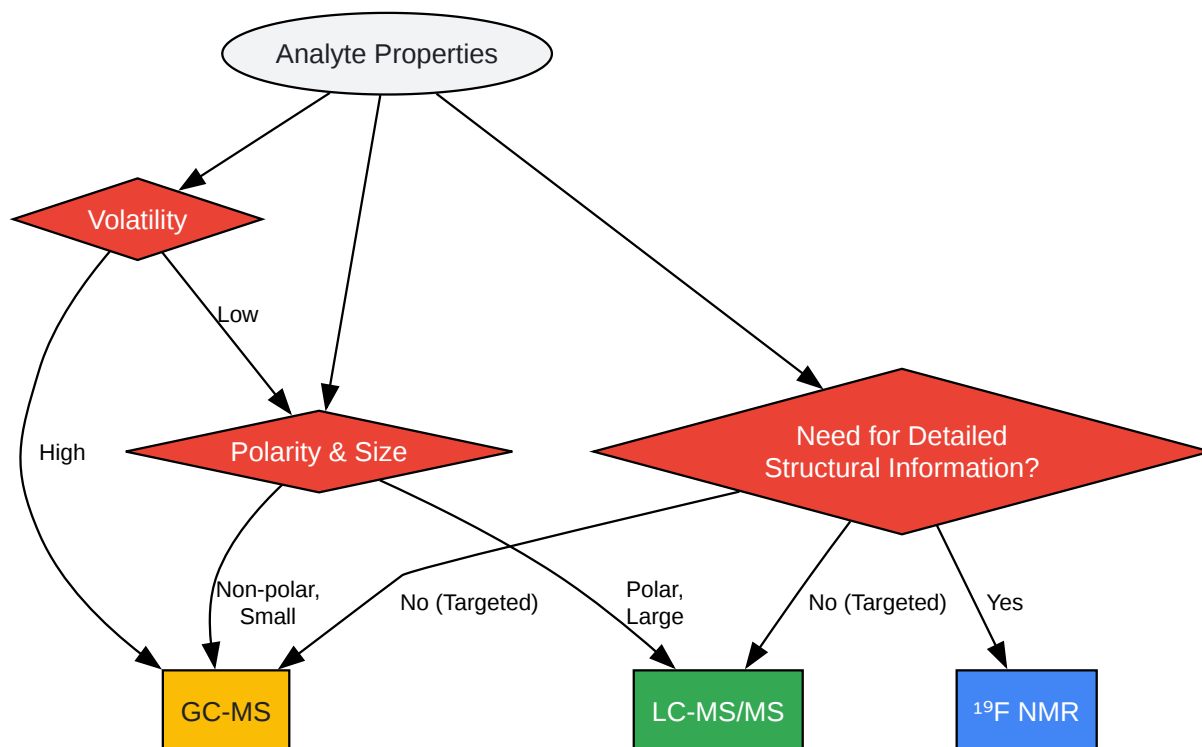 Analyte Properties
Volatility
Low
High
Polarity & Size
Need for Detailed
Structural Information?
Non-polar,
Small
No (Targeted)
Polar,
Large
No (Targeted)
Yes
GC-MS
LC-MS/MS
¹⁹F NMR